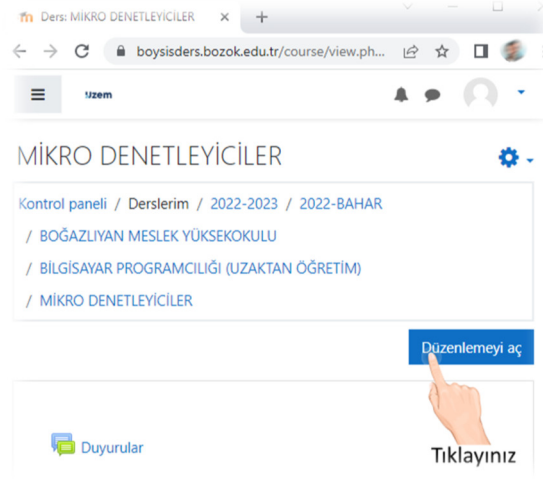 Ders: MİKRO DENETLEYİCİLER
boysisders.bozok.edu.tr/course/view.ph...
Uzem
MİKRO DENETLEYİCİLER
Kontrol paneli / Derslerim / 2022-2023 / 2022-BAHAR
/ BOĞAZLIYAN MESLEK YÜKSEKOKULU
/ BİLGİSAYAR PROGRAMCILIĞI (UZAKTAN ÖĞRETİM)
/ MİKRO DENETLEYİCİLER
Düzenlemeyi aç
Duyurular
Tıklayınız